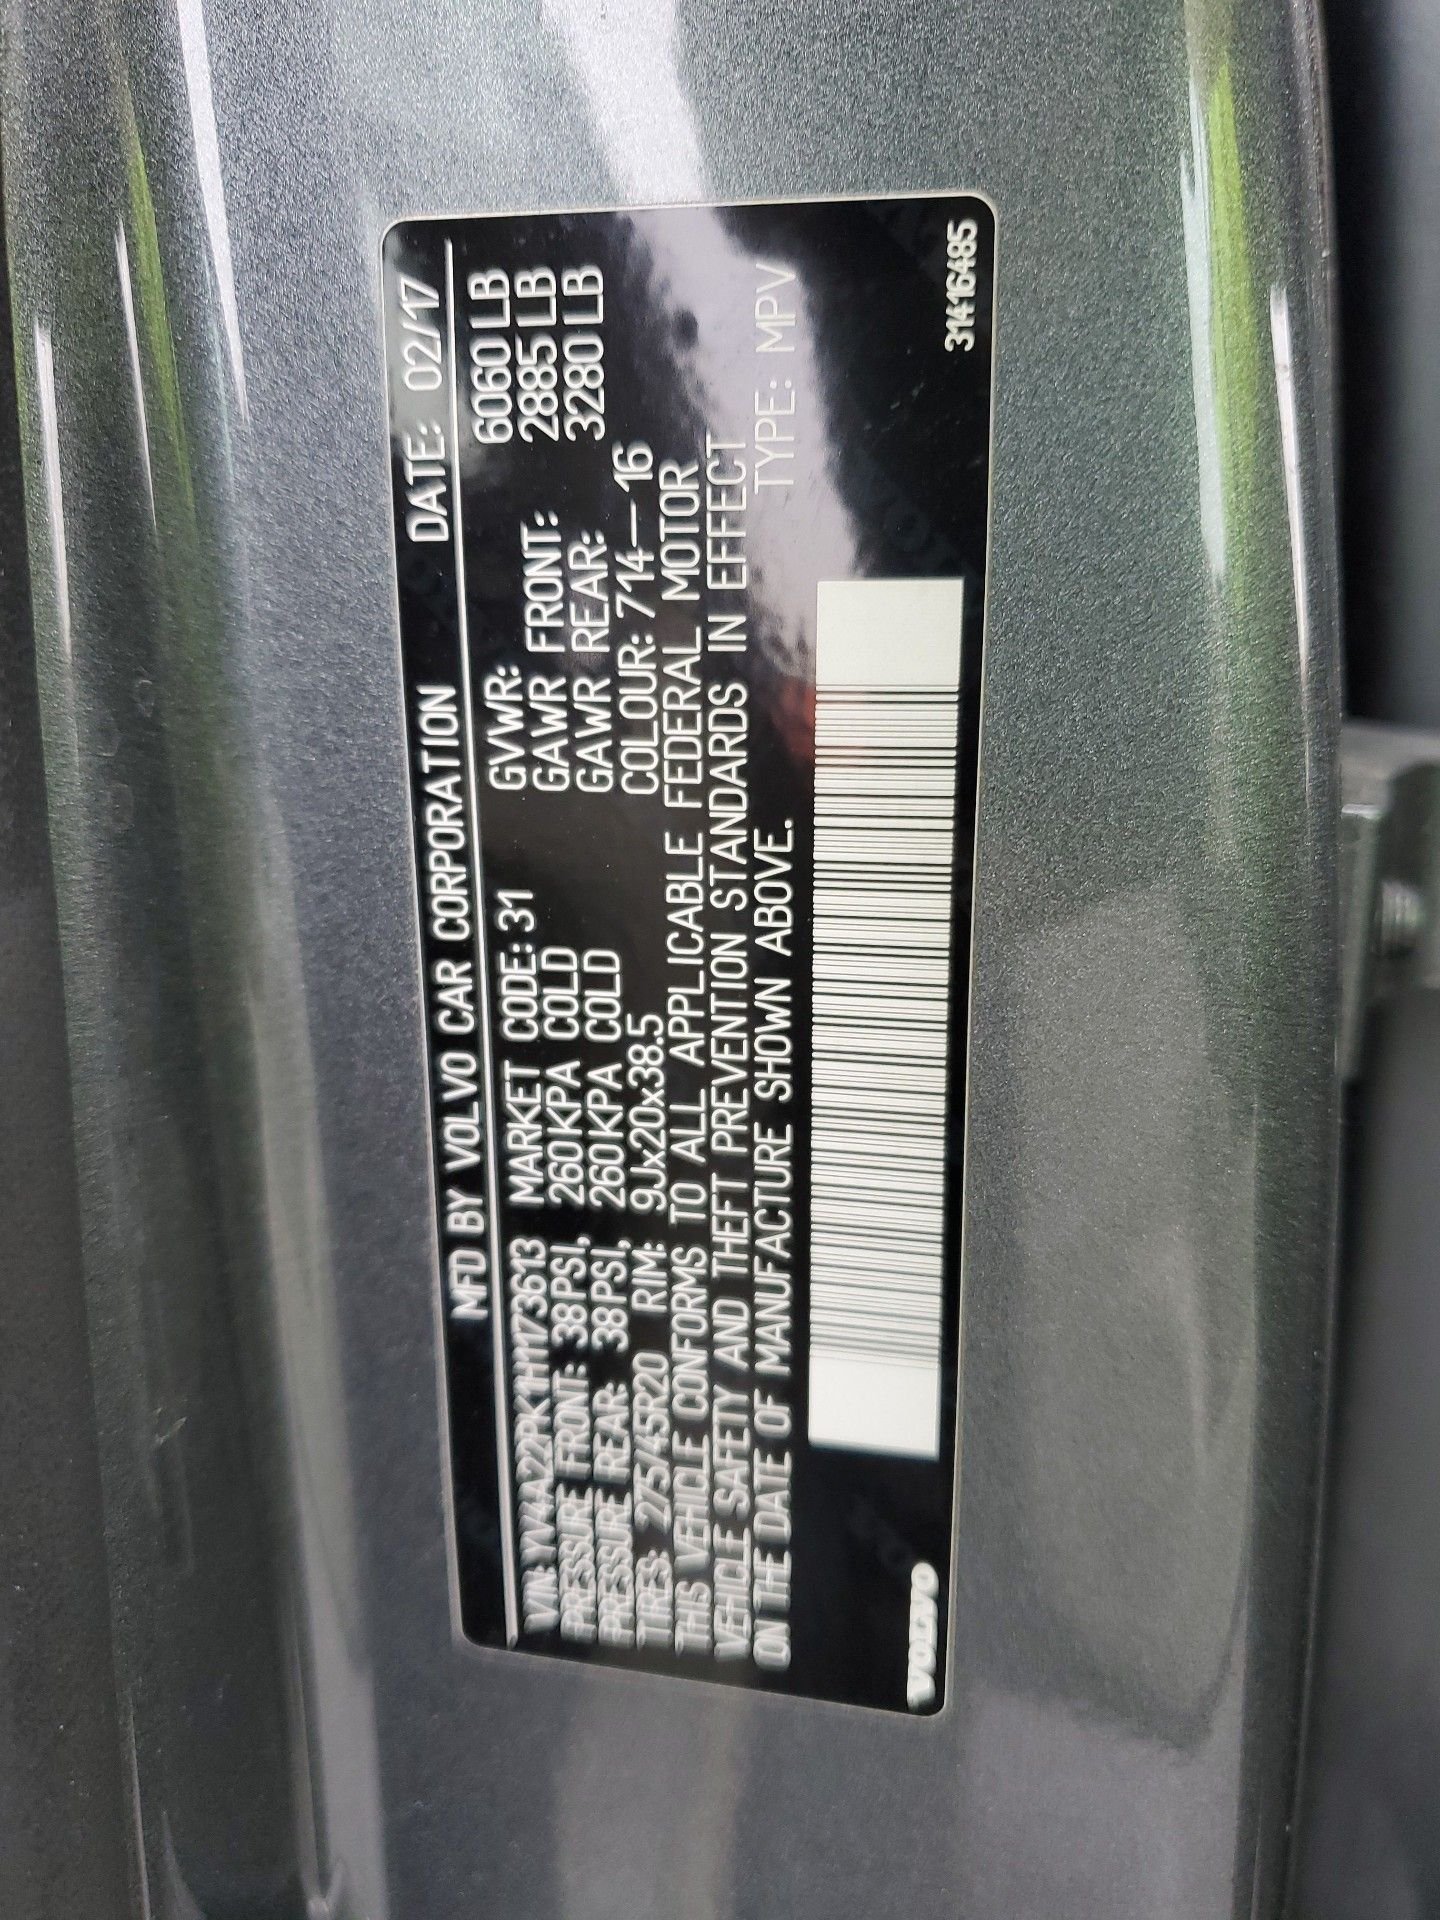 MFD BY VOLVO CAR CORPORATION DATE: 02/17
VIN: YV4A22PK1H1173613 MARKET CODE: 31 GVWR: 6060 LB
PRESSURE FRONT: 38PSI, 260KPA COLD GAWR FRONT: 2885 LB
PRESSURE REAR: 38PSI, 260KPA COLD GAWR REAR: 3280 LB
TIRES: 275/45R20 RIM: 9Jx20x38.5 COLOUR: 714-16
THIS VEHICLE CONFORMS TO ALL APPLICABLE FEDERAL MOTOR
VEHICLE SAFETY AND THEFT PREVENTION STANDARDS IN EFFECT
ON THE DATE OF MANUFACTURE SHOWN ABOVE. TYPE: MPV
VOLVO 31416485